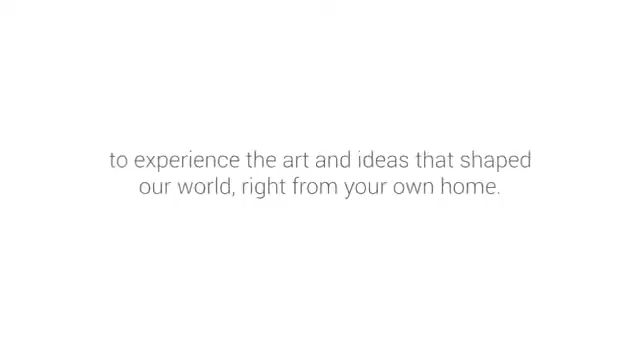 to experience the art and ideas that shaped
our world, right from your own home.